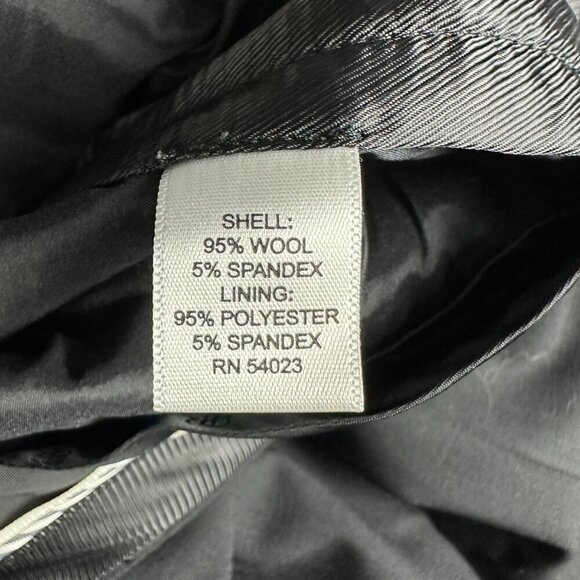 SHELL:
95% WOOL
5% SPANDEX
LINING:
95% POLYESTER
5% SPANDEX
RN 54023